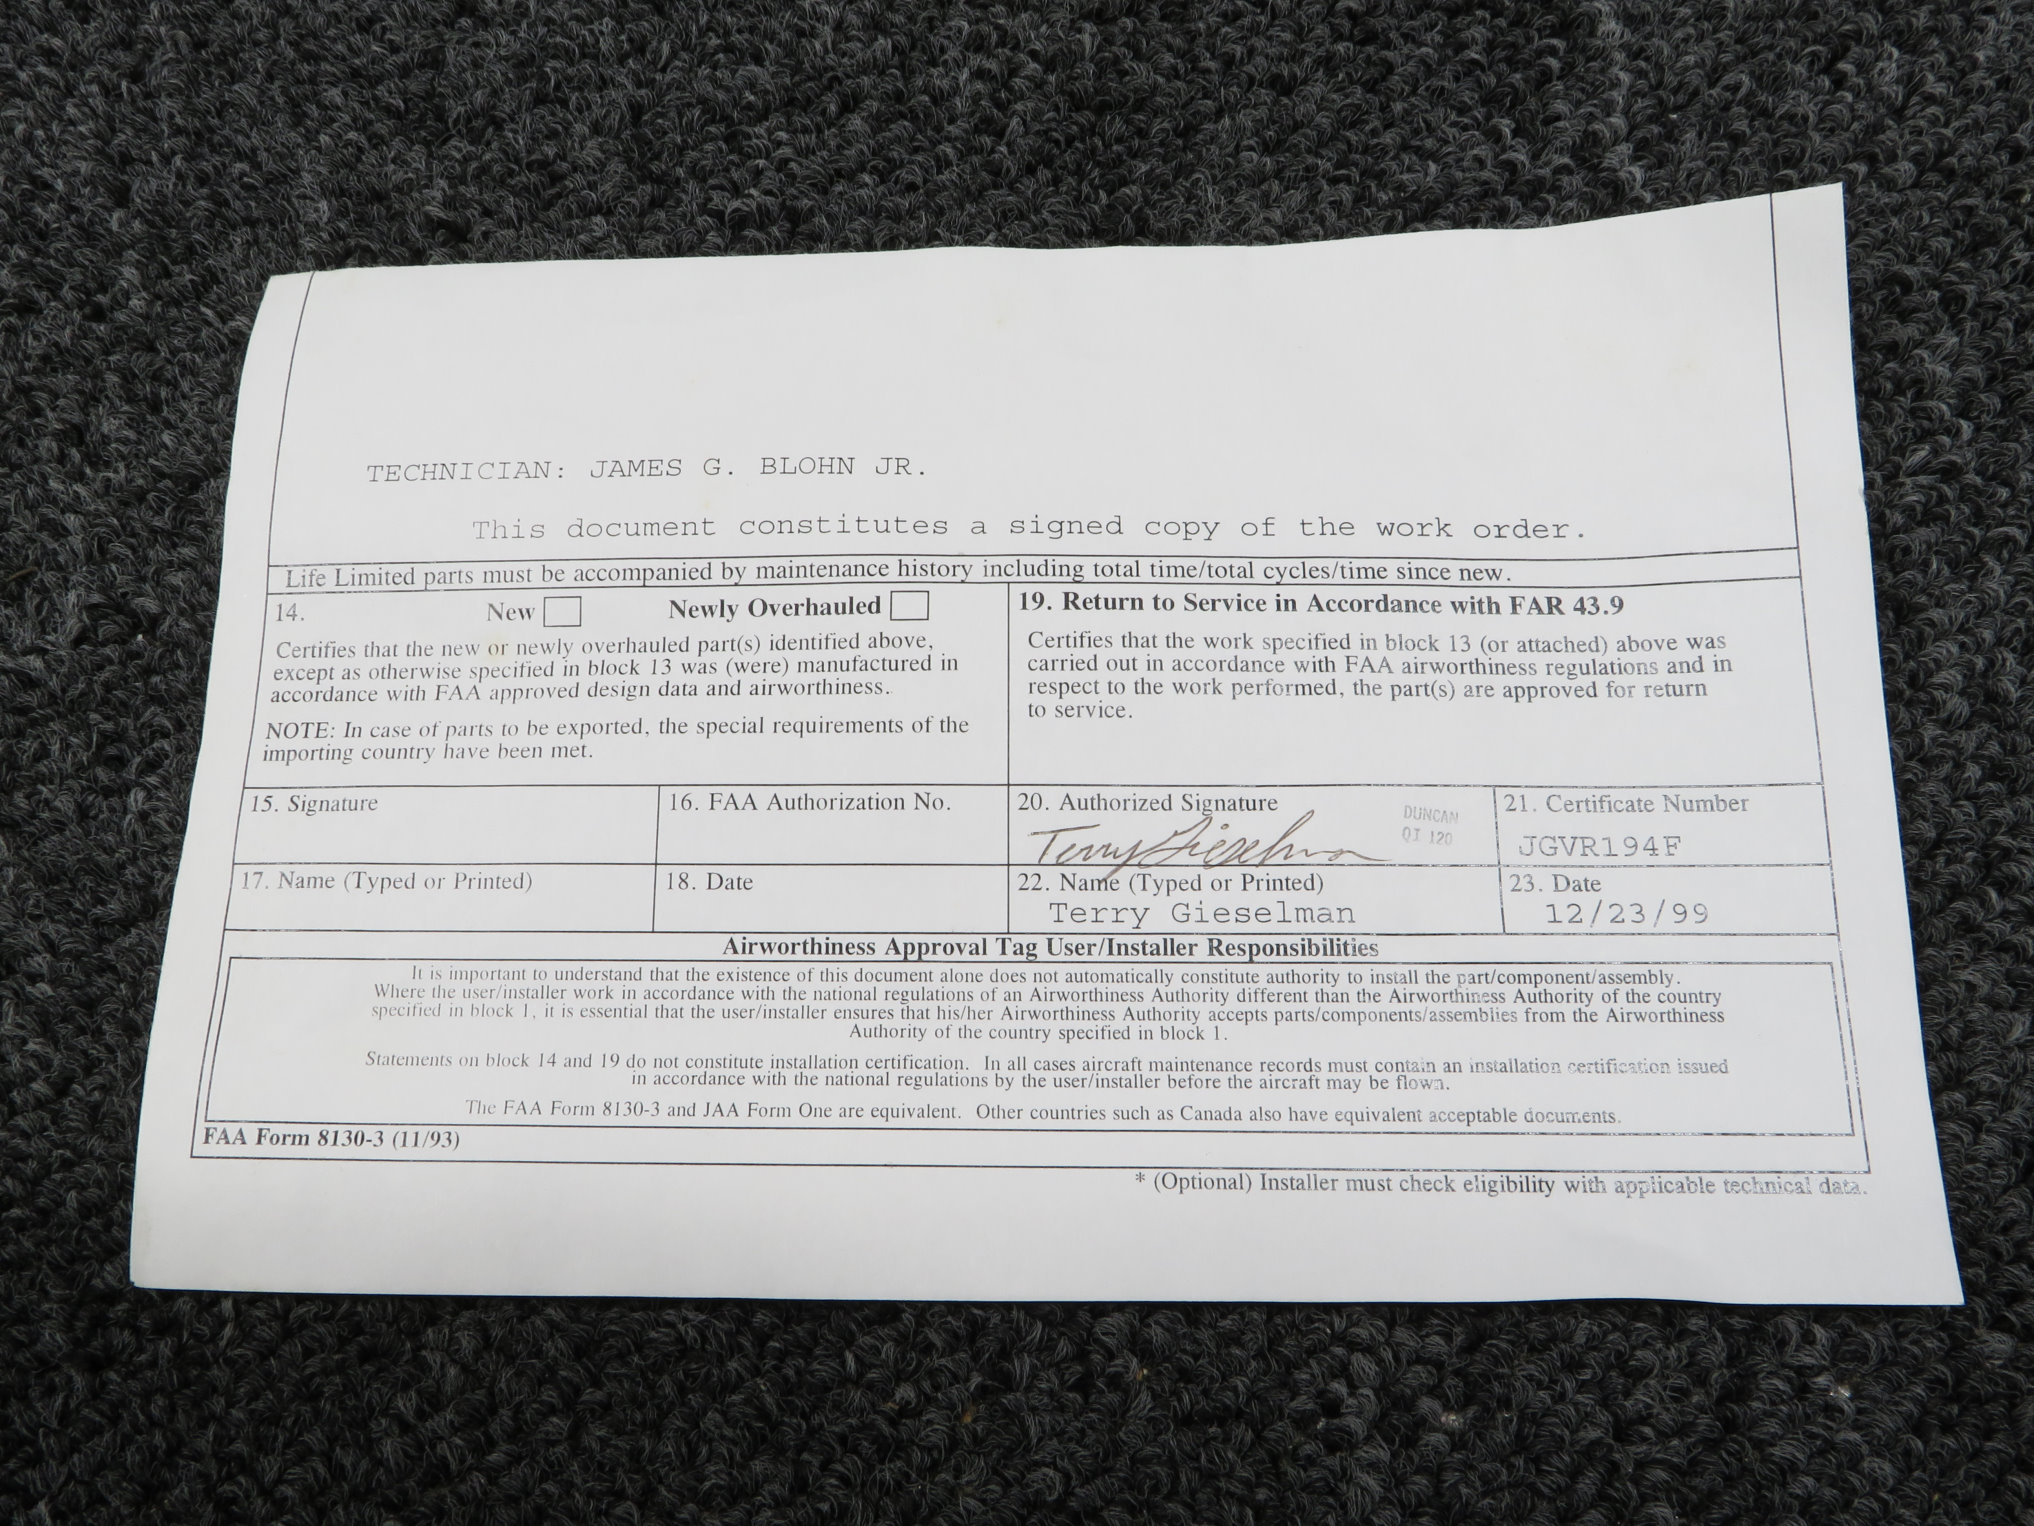 TECHNICIAN: JAMES G. BLOHN JR.
This document constitutes a signed copy of the work order.
Life Limited parts must be accompanied by maintenance history including total time/total cycles/time since new.
14. New Newly Overhauled
Certifies that the new or newly overhauled part(s) identified above,
except as otherwise specified in block 13 was (were) manufactured in
accordance with FAA approved design data and airworthiness.
NOTE: In case of parts to be exported, the special requirements of the
importing country have been met.
19. Return to Service in Accordance with FAR 43.9
Certifies that the work specified in block 13 (or attached) above was
carried out in accordance with FAA airworthiness regulations and in
respect to the work performed, the part(s) are approved for return
to service.
15. Signature
16. FAA Authorization No.
20. Authorized Signature
Terry Gieselman
DUNCAN
QI 120
21. Certificate Number
JGVR194F
17. Name (Typed or Printed)
18. Date
22. Name (Typed or Printed)
Terry Gieselman
23. Date
12/23/99
Airworthiness Approval Tag User/Installer Responsibilities
It is important to understand that the existence of this document alone does not automatically constitute authority to install the part/component/assembly.
Where the user/installer work in accordance with the national regulations of an Airworthiness Authority different than the Airworthiness Authority of the country
specified in block 1, it is essential that the user/installer ensures that his/her Airworthiness Authority accepts parts/components/assemblies from the Airworthiness
Authority of the country specified in block 1.
Statements on block 14 and 19 do not constitute installation certification. In all cases aircraft maintenance records must contain an installation certification issued
in accordance with the national regulations by the user/installer before the aircraft may be flown.
The FAA Form 8130-3 and JAA Form One are equivalent. Other countries such as Canada also have equivalent acceptable documents.
FAA Form 8130-3 (11/93)
* (Optional) Installer must check eligibility with applicable technical data.